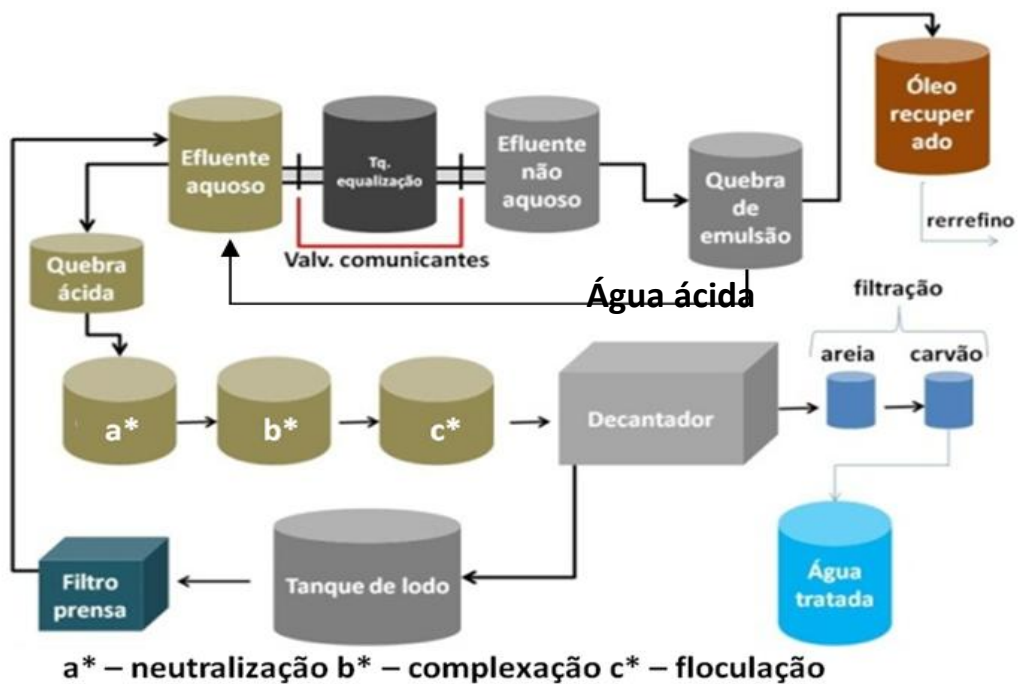 Óleo
recuper
ado
Efluente
aquoso
Tq.
equalização
Efluente
não
aquoso
Quebra
de
emulsão
rerrefino
Valv. comunicantes
Quebra
ácida
Água ácida
filtração
areia
carvão
a*
b*
c*
Decantador
Filtro
prensa
Tanque de lodo
Água
tratada
a* – neutralização b* – complexação c* – floculação